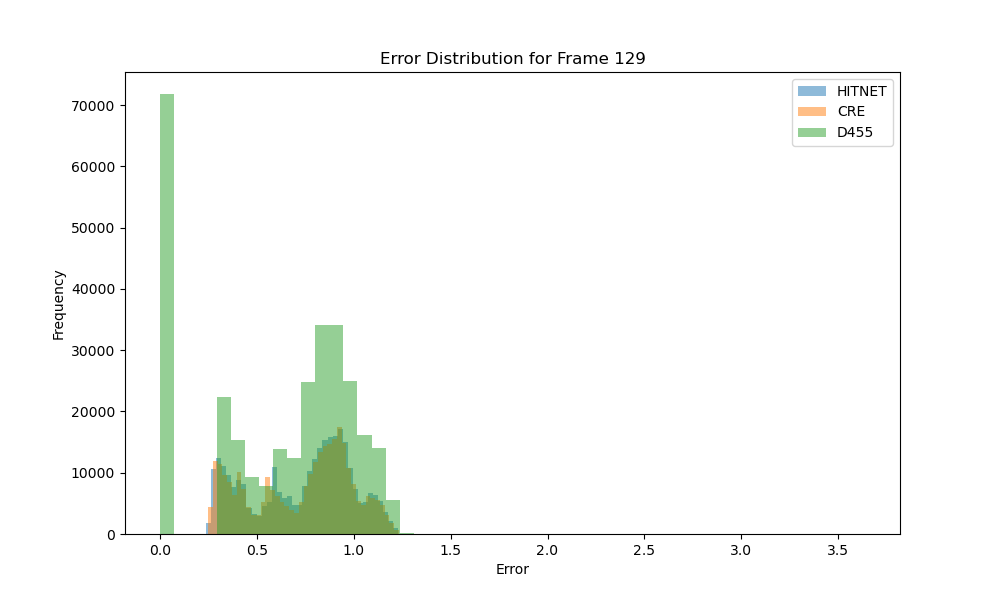 Error Distribution for Frame 129
HITNET
CRE
D455
70000
60000
50000
40000
30000
20000
10000
0
Frequency
0.0 0.5 1.0 1.5 2.0 2.5 3.0 3.5
Error